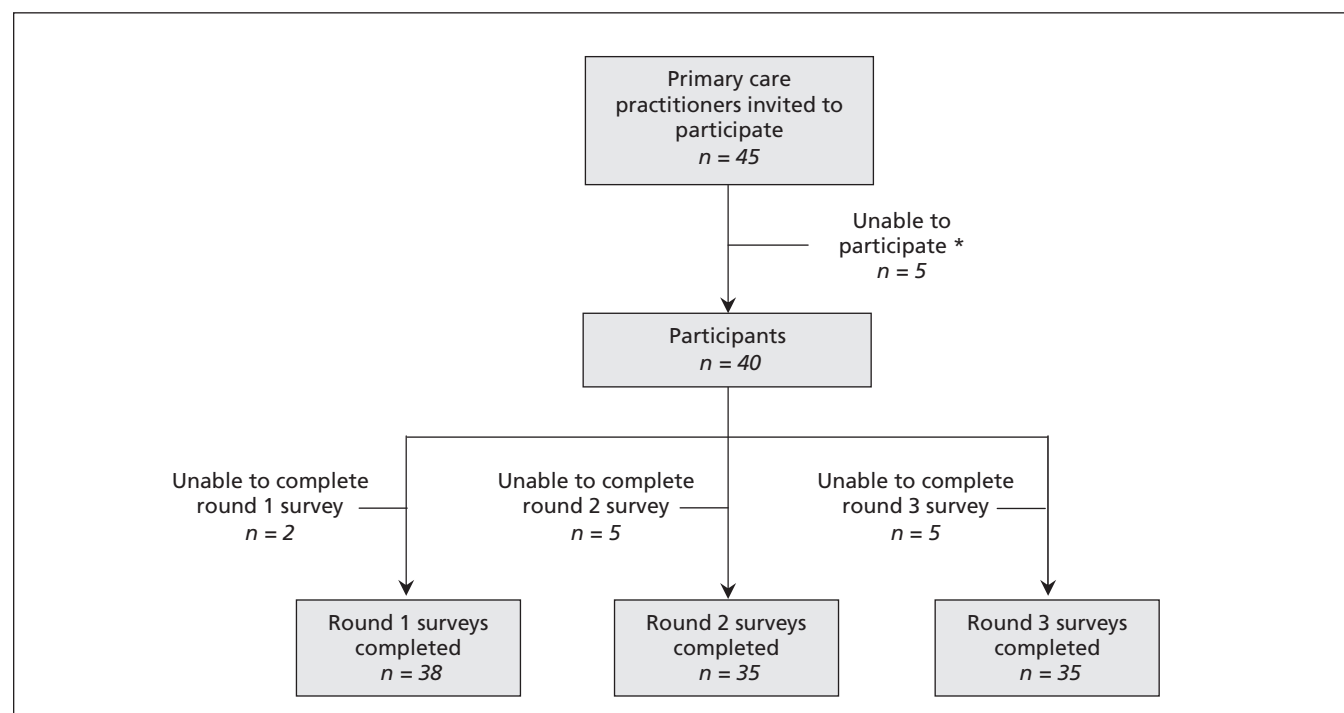 Primary care
practitioners invited to
participate
n = 45
Unable to
participate *
n = 5
Participants
n = 40
Unable to complete
round 1 survey
n = 2
Unable to complete
round 2 survey
n = 5
Unable to complete
round 3 survey
n = 5
Round 1 surveys
completed
n = 38
Round 2 surveys
completed
n = 35
Round 3 surveys
completed
n = 35